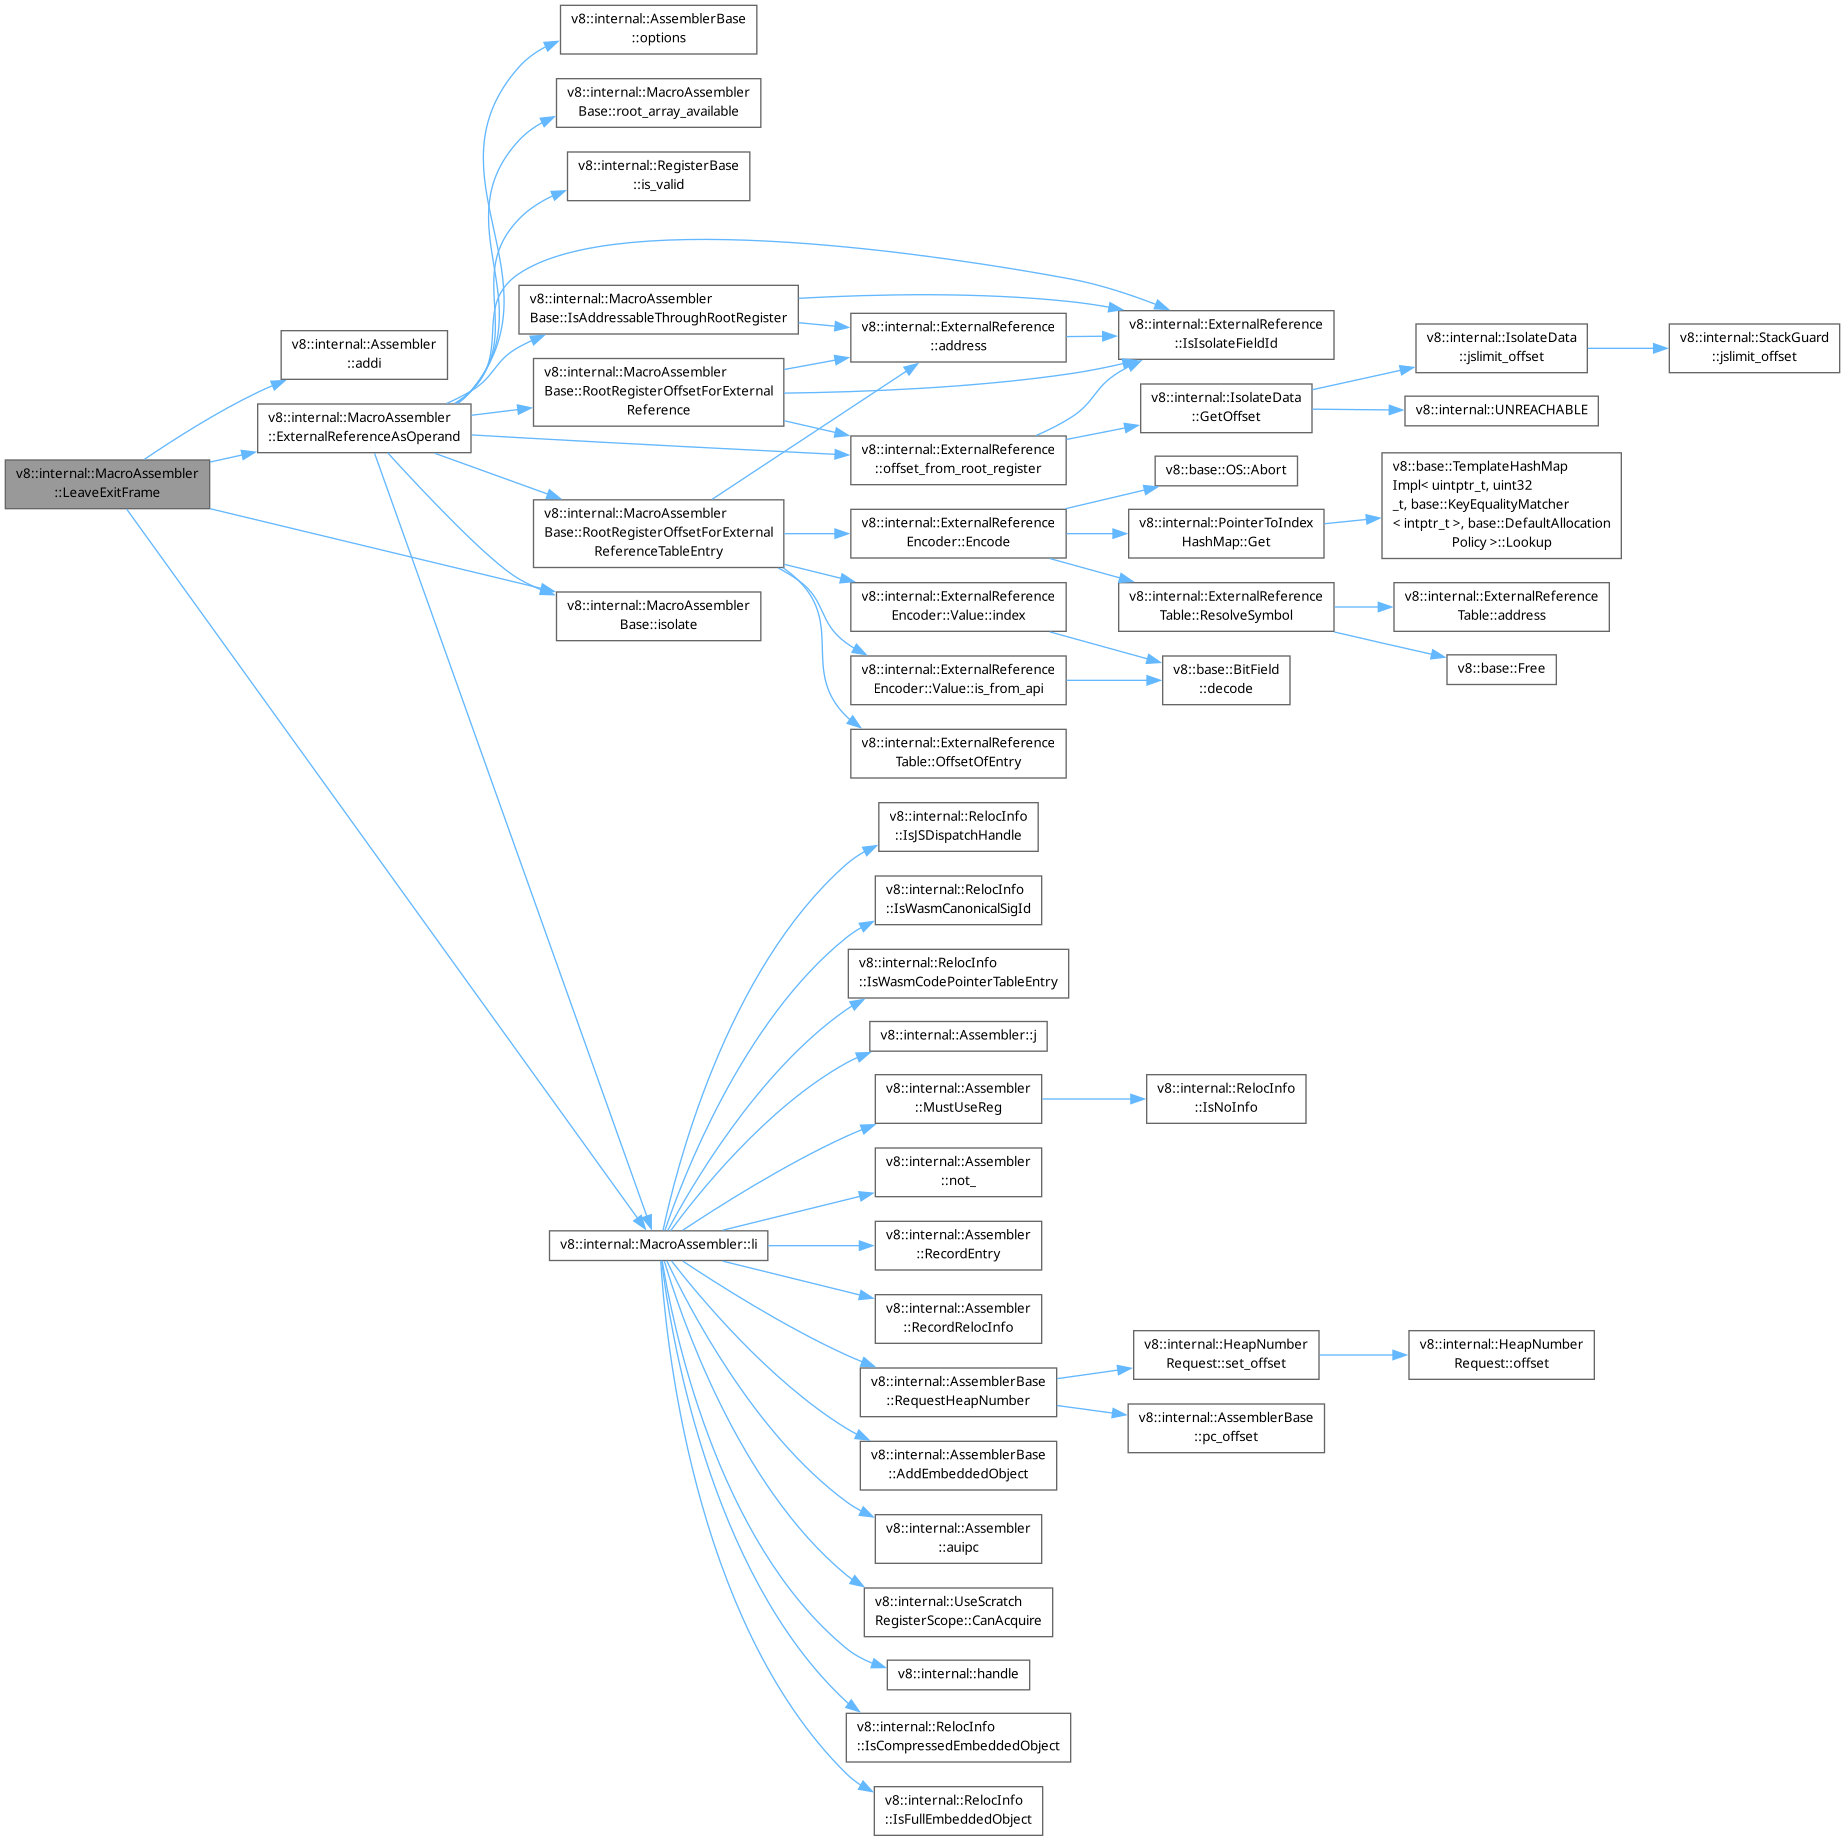 v8::internal::MacroAssembler
::LeaveExitFrame
v8::internal::Assembler
::addi
v8::internal::MacroAssembler
::ExternalReferenceAsOperand
v8::internal::AssemblerBase
::options
v8::internal::MacroAssembler
Base::root_array_available
v8::internal::RegisterBase
::is_valid
v8::internal::MacroAssembler
Base::IsAddressableThroughRootRegister
v8::internal::MacroAssembler
Base::RootRegisterOffsetForExternal
Reference
v8::internal::MacroAssembler
Base::RootRegisterOffsetForExternal
ReferenceTableEntry
v8::internal::MacroAssembler
Base::isolate
v8::internal::MacroAssembler::li
v8::internal::ExternalReference
::address
v8::internal::ExternalReference
::offset_from_root_register
v8::internal::ExternalReference
Encoder::Encode
v8::internal::ExternalReference
Encoder::Value::index
v8::internal::ExternalReference
Encoder::Value::is_from_api
v8::internal::ExternalReference
Table::OffsetOfEntry
v8::internal::RelocInfo
::IsJSDispatchHandle
v8::internal::RelocInfo
::IsWasmCanonicalSigId
v8::internal::RelocInfo
::IsWasmCodePointerTableEntry
v8::internal::Assembler::j
v8::internal::Assembler
::MustUseReg
v8::internal::Assembler
::not_
v8::internal::Assembler
::RecordEntry
v8::internal::Assembler
::RecordRelocInfo
v8::internal::AssemblerBase
::RequestHeapNumber
v8::internal::AssemblerBase
::AddEmbeddedObject
v8::internal::Assembler
::auipc
v8::internal::UseScratch
RegisterScope::CanAcquire
v8::internal::handle
v8::internal::RelocInfo
::IsCompressedEmbeddedObject
v8::internal::RelocInfo
::IsFullEmbeddedObject
v8::internal::ExternalReference
::IsIsolateFieldId
v8::internal::IsolateData
::GetOffset
v8::base::OS::Abort
v8::internal::PointerToIndex
HashMap::Get
v8::internal::ExternalReference
Table::ResolveSymbol
v8::base::BitField
::decode
v8::internal::RelocInfo
::IsNoInfo
v8::internal::HeapNumber
Request::set_offset
v8::internal::AssemblerBase
::pc_offset
v8::internal::IsolateData
::jslimit_offset
v8::internal::UNREACHABLE
v8::base::TemplateHashMap
Impl< uintptr_t, uint32
_t, base::KeyEqualityMatcher
< intptr_t >, base::DefaultAllocation
Policy >::Lookup
v8::internal::ExternalReference
Table::address
v8::base::Free
v8::internal::HeapNumber
Request::offset
v8::internal::StackGuard
::jslimit_offset